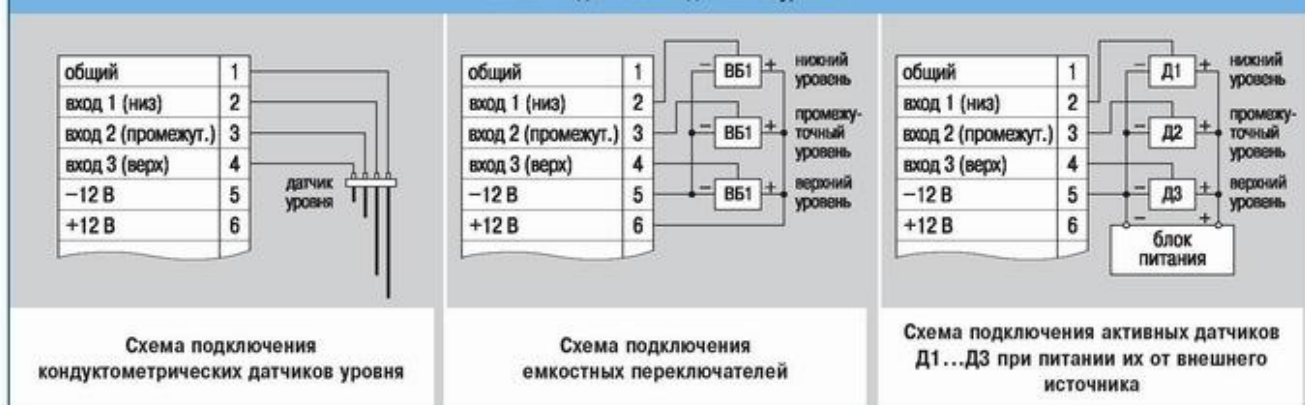 общий 1
вход 1 (низ) 2
вход 2 (промежут.) 3
вход 3 (верх) 4
−12 В 5
+12 В 6
датчик
уровня
Схема подключения
кондуктометрических датчиков уровня
общий 1
вход 1 (низ) 2
вход 2 (промежут.) 3
вход 3 (верх) 4
−12 В 5
+12 В 6
− ВБ1 +
нижний
уровень
− ВБ1 +
промежу-
точный
уровень
− ВБ1 +
верхний
уровень
Схема подключения
емкостных переключателей
общий 1
вход 1 (низ) 2
вход 2 (промежут.) 3
вход 3 (верх) 4
−12 В 5
+12 В 6
− Д1 +
нижний
уровень
− Д2 +
промежу-
точный
уровень
− Д3 +
верхний
уровень
− +
блок
питания
Схема подключения активных датчиков
Д1...Д3 при питании их от внешнего
источника